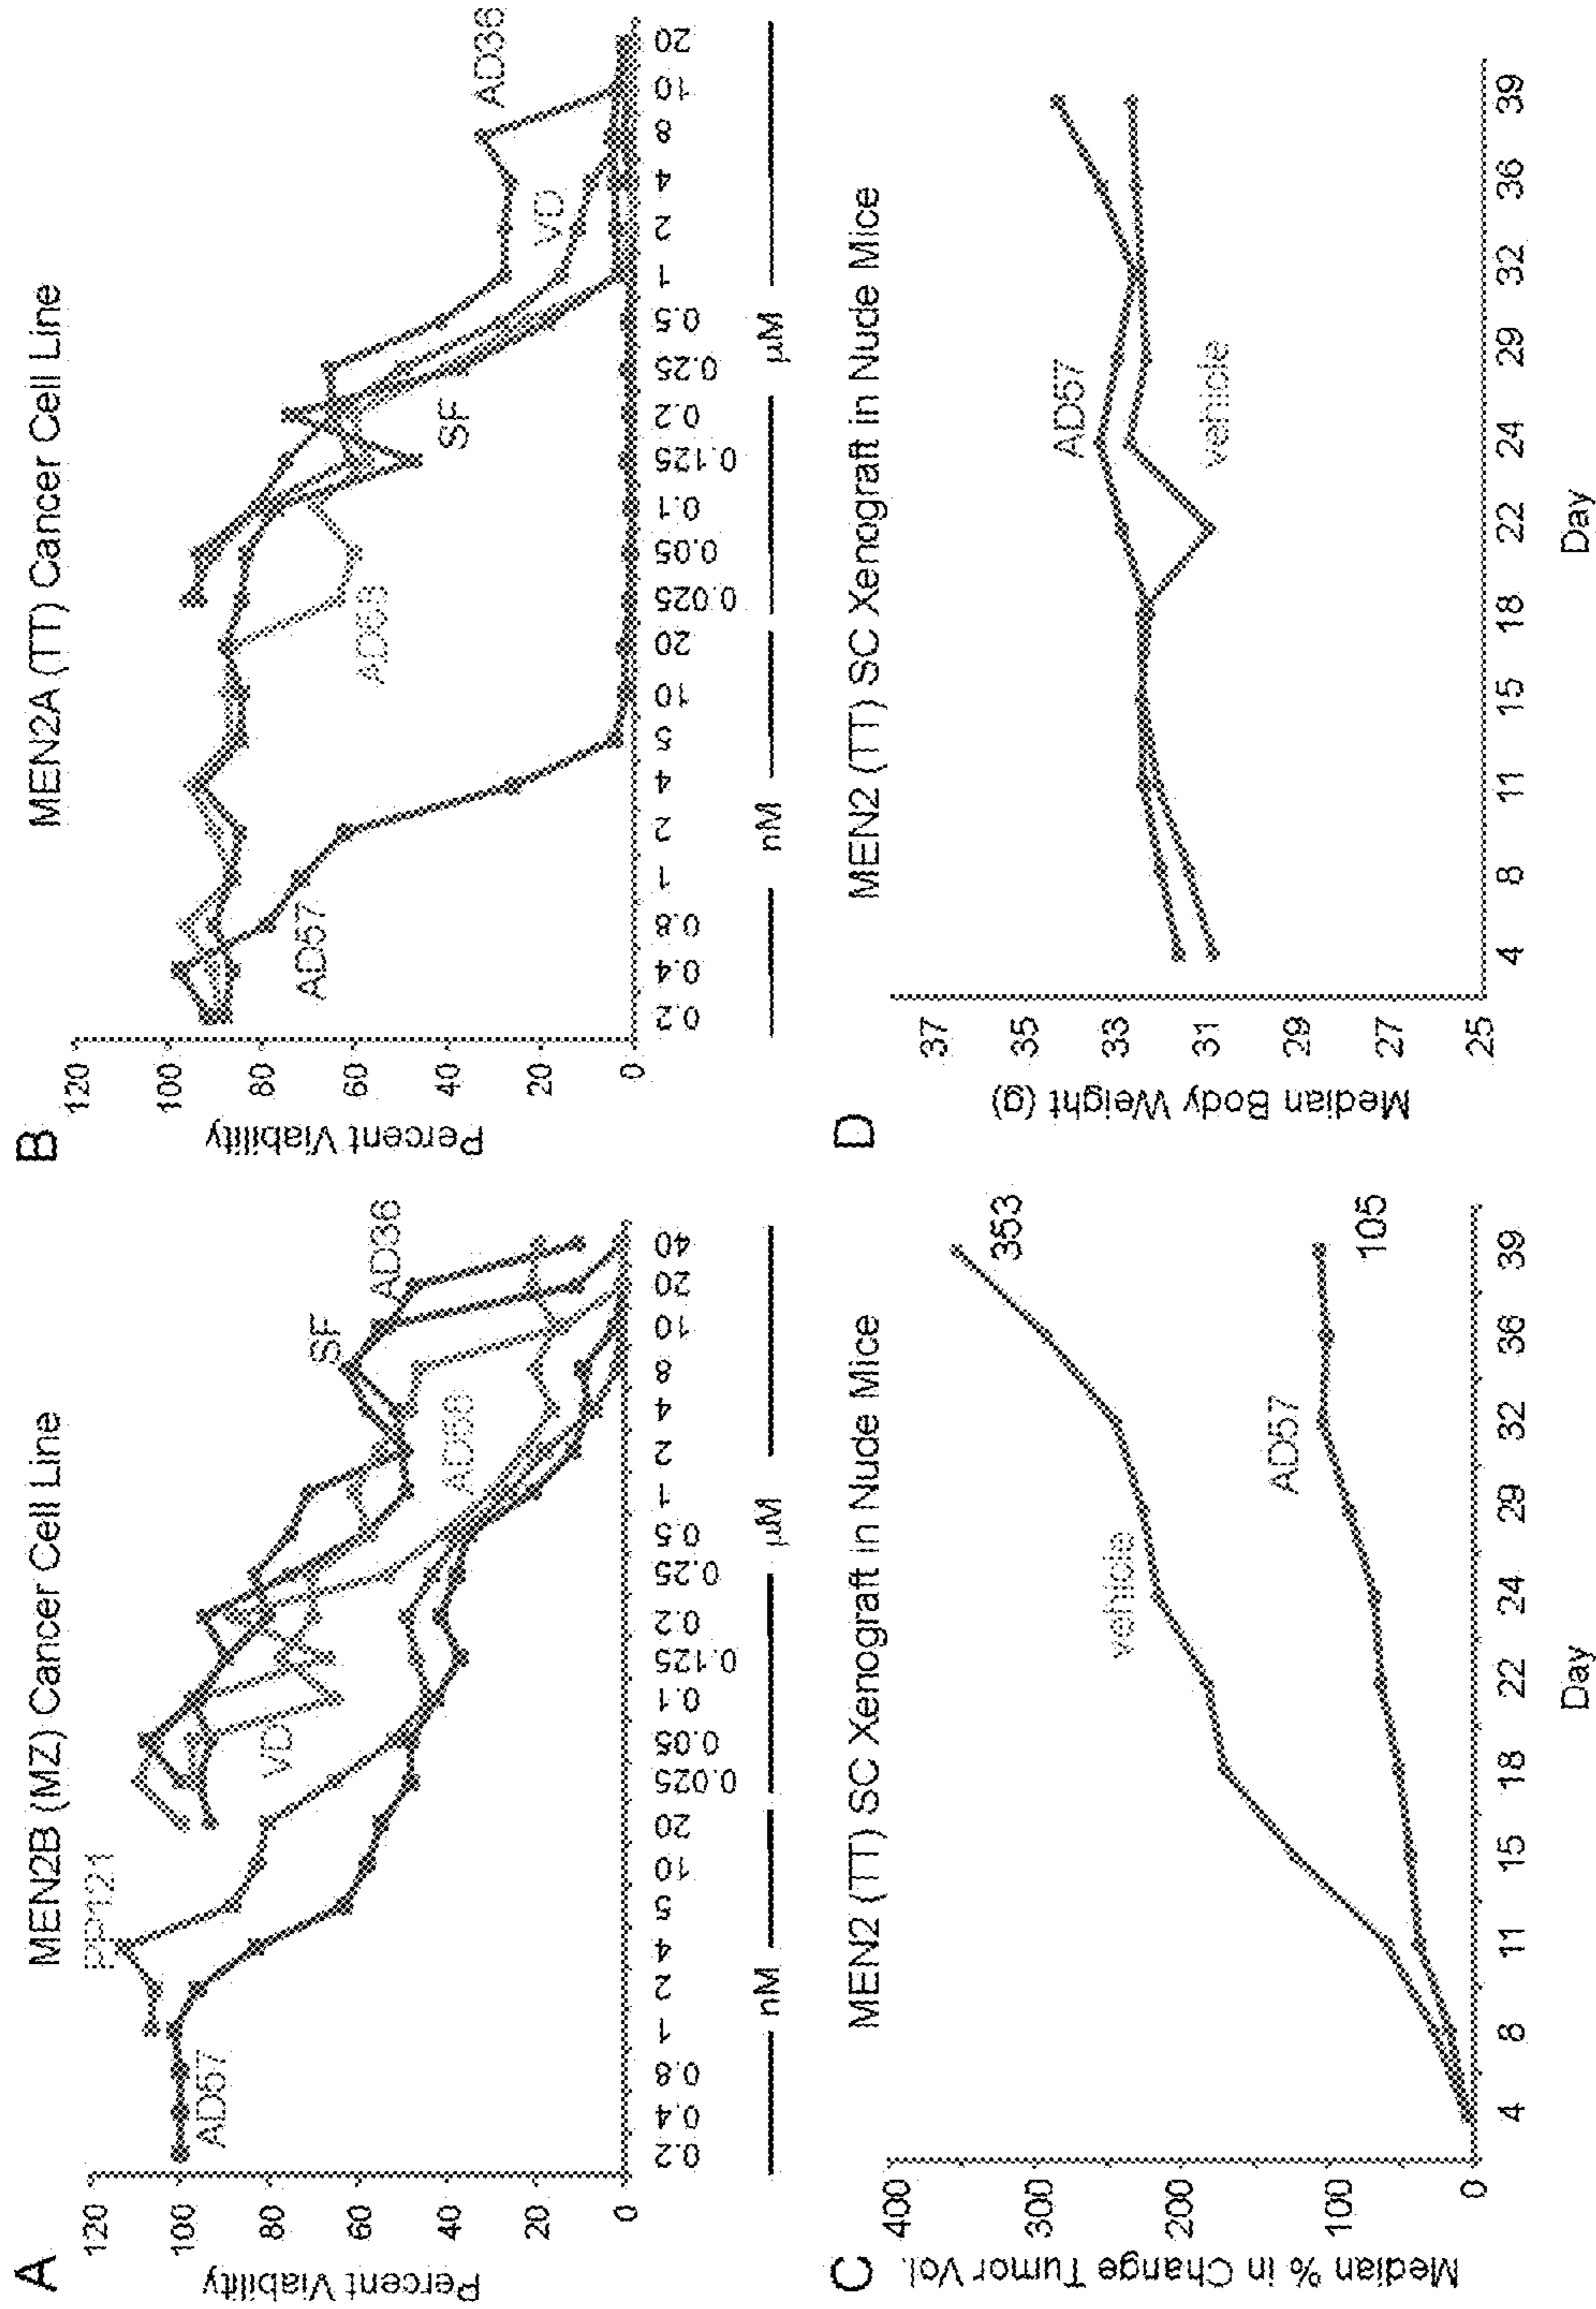 A
MEN2B (MZ) Cancer Cell Line
Percent Viability
120
100
80
60
40
20
0
PP121
AD57
VD
SF
AD36
AD58
0.2 0.4 0.8 1 2 4 5 10 20 0.025 0.05 0.1 0.125 0.2 0.25 0.5 1 2 4 8 10 20 40
nM µM
B
MEN2A (TT) Cancer Cell Line
Percent Viability
120
100
80
60
40
20
0
AD57
AD58
SF
VD
AD36
0.2 0.4 0.8 1 2 4 5 10 20 0.025 0.05 0.1 0.125 0.2 0.25 0.5 1 2 4 8 10 20
nM µM
C
MEN2 (TT) SC Xenograft in Nude Mice
Median % in Change Tumor Vol.
400
300
200
100
0
vehicle
AD57
353
105
4 8 11 15 18 22 24 29 32 36 39
Day
D
MEN2 (TT) SC Xenograft in Nude Mice
Median Body Weight (g)
37
35
33
31
29
27
25
AD57
vehicle
4 8 11 15 18 22 24 29 32 36 39
Day